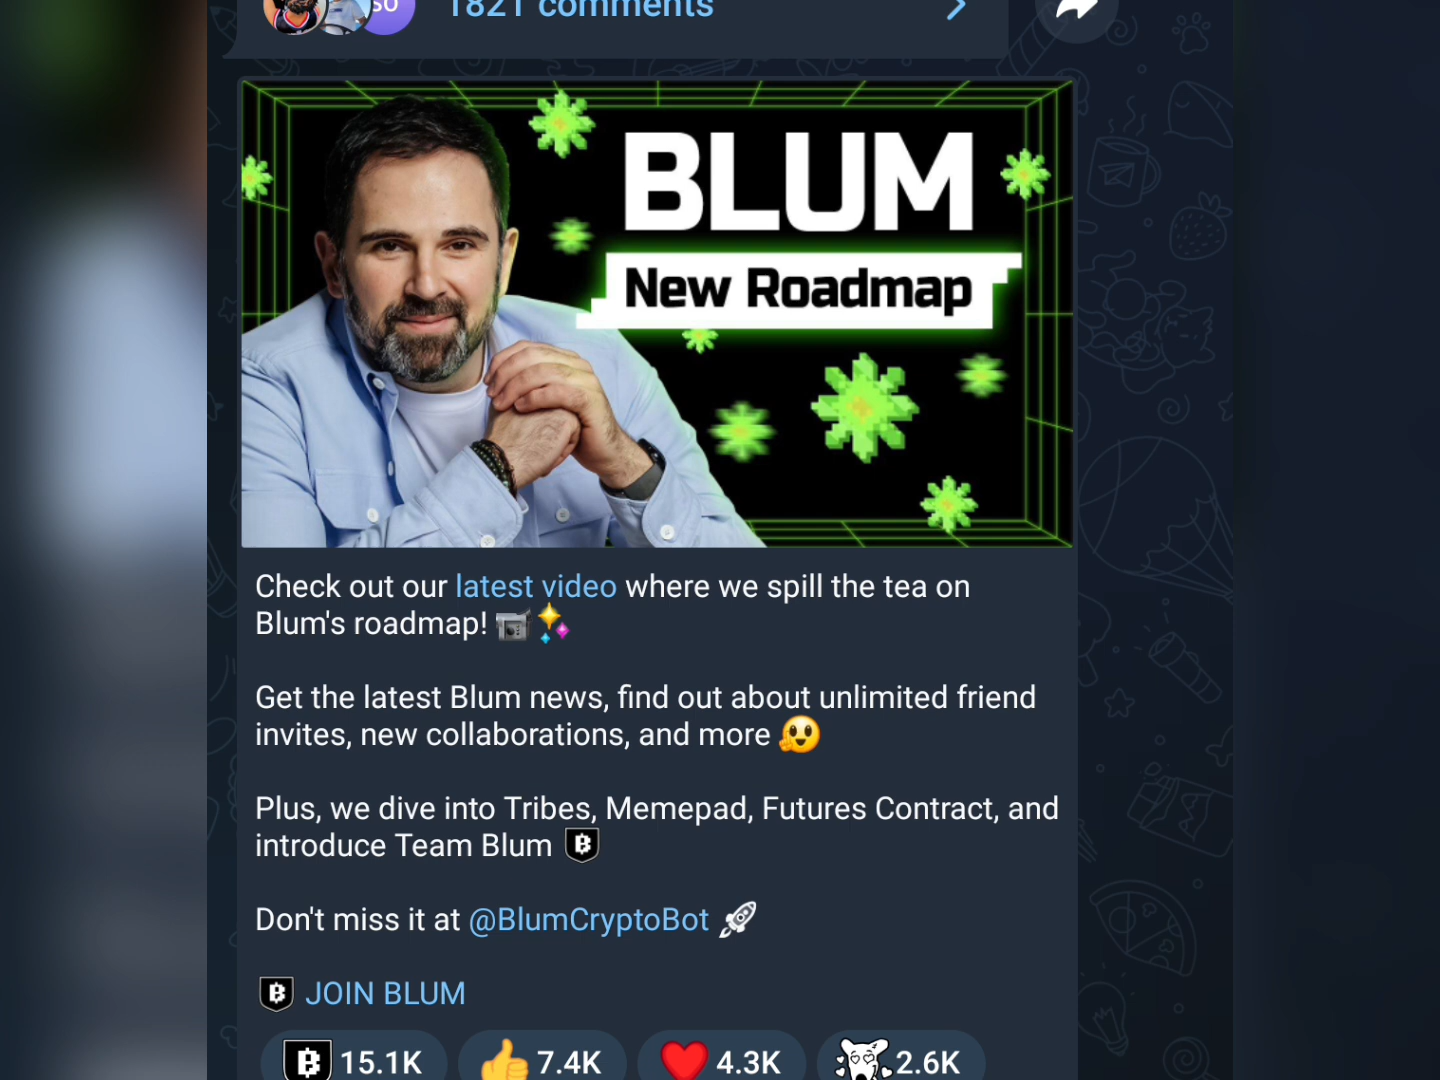 SO
1821 comments
BLUM
New Roadmap
Check out our latest video where we spill the tea on
Blum's roadmap! 📹✨
Get the latest Blum news, find out about unlimited friend
invites, new collaborations, and more 🫡
Plus, we dive into Tribes, Memepad, Futures Contract, and
introduce Team Blum
Don't miss it at @BlumCryptoBot 🚀
JOIN BLUM
15.1K 👍 7.4K ❤️ 4.3K 2.6K